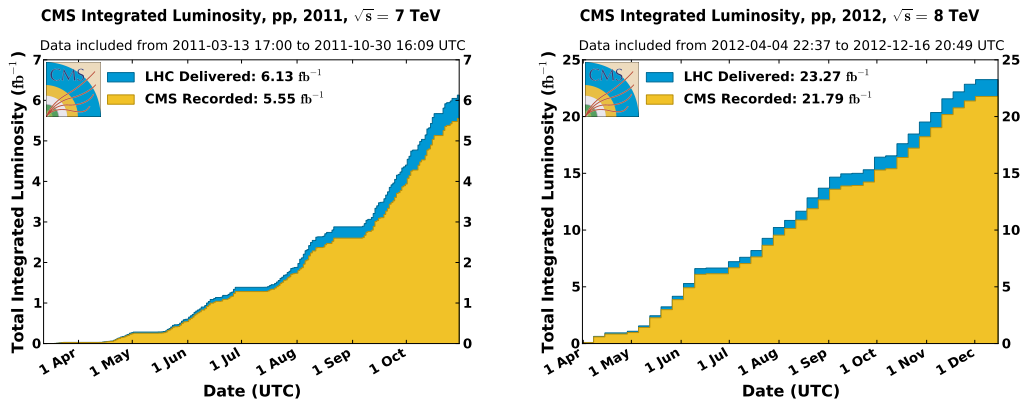 CMS Integrated Luminosity, pp, 2011, √s = 7 TeV
Data included from 2011-03-13 17:00 to 2011-10-30 16:09 UTC
CMS
LHC Delivered: 6.13 fb⁻¹
CMS Recorded: 5.55 fb⁻¹
Total Integrated Luminosity (fb⁻¹)
7 7
6 6
5 5
4 4
3 3
2 2
1 1
0 0
1 Apr 1 May 1 Jun 1 Jul 1 Aug 1 Sep 1 Oct
Date (UTC)
CMS Integrated Luminosity, pp, 2012, √s = 8 TeV
Data included from 2012-04-04 22:37 to 2012-12-16 20:49 UTC
CMS
LHC Delivered: 23.27 fb⁻¹
CMS Recorded: 21.79 fb⁻¹
Total Integrated Luminosity (fb⁻¹)
25 25
20 20
15 15
10 10
5 5
0 0
1 Apr 1 May 1 Jun 1 Jul 1 Aug 1 Sep 1 Oct 1 Nov 1 Dec
Date (UTC)